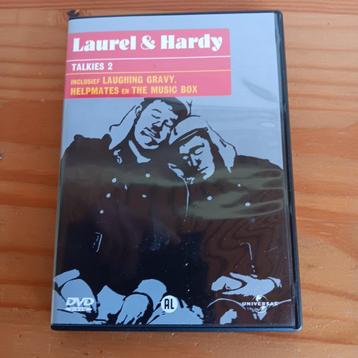 Laurel & Hardy
TALKIES 2
INCLUSIEF LAUGHING GRAVY,
HELPMATES EN THE MUSIC BOX
DVD
AL
UNIVERSAL